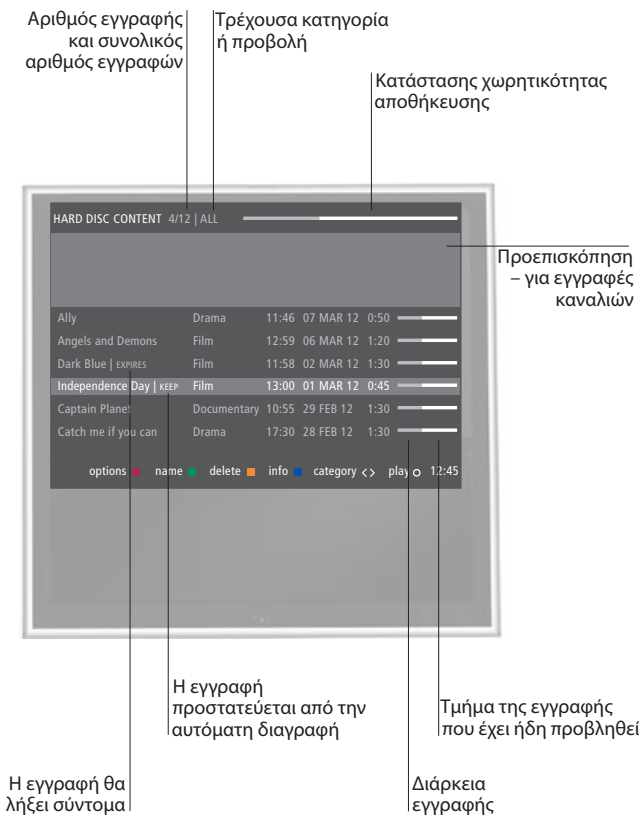 Αριθμός εγγραφής
και συνολικός
αριθμός εγγραφών
Τρέχουσα κατηγορία
ή προβολή
Κατάστασης χωρητικότητας
αποθήκευσης
HARD DISC CONTENT 4/12 | ALL
Προεπισκόπηση
– για εγγραφές
καναλιών
Ally Drama 11:46 07 MAR 12 0:50
Angels and Demons Film 12:59 06 MAR 12 1:20
Dark Blue | EXPIRES Film 11:58 02 MAR 12 1:30
Independence Day | KEEP Film 13:00 01 MAR 12 0:45
Captain Planet Documentary 10:55 29 FEB 12 1:30
Catch me if you can Drama 17:30 28 FEB 12 1:30
options name delete info category <> play 12:45
Η εγγραφή
προστατεύεται από την
αυτόματη διαγραφή
Τμήμα της εγγραφής
που έχει ήδη προβληθεί
Η εγγραφή θα
λήξει σύντομα
Διάρκεια
εγγραφής